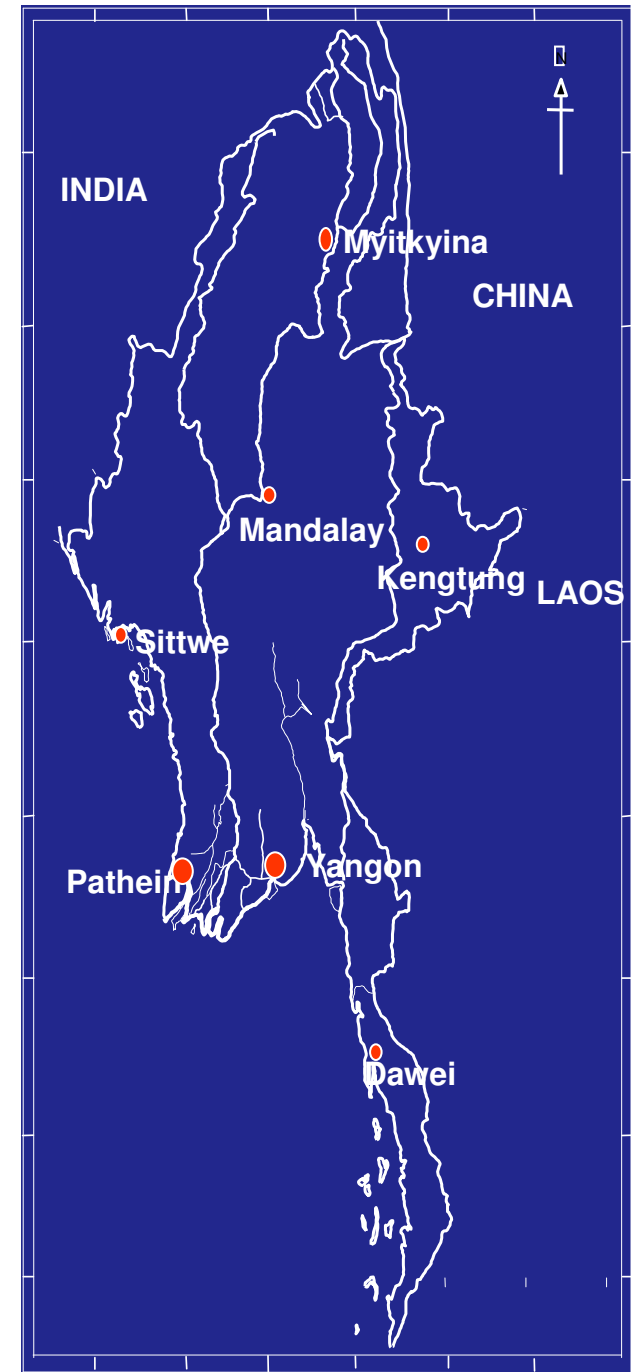 N
INDIA
Myitkyina
CHINA
Mandalay
Kengtung
LAOS
Sittwe
Yangon
Pathein
Dawei